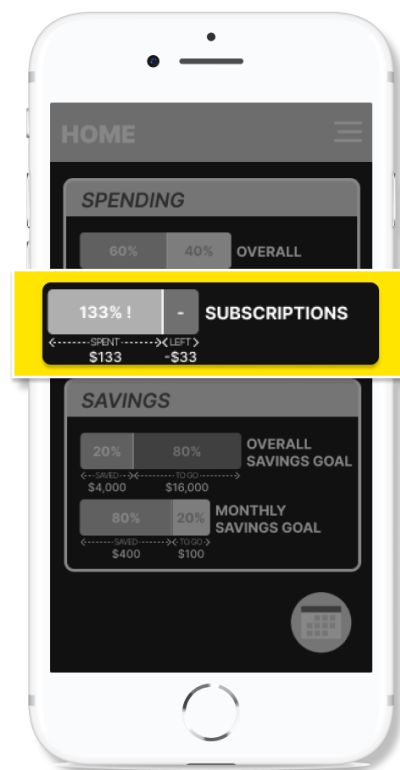 HOME
SPENDING
60% 40% OVERALL
133% ! - SUBSCRIPTIONS
SPENT LEFT
$133 -$33
SAVINGS
20% 80% OVERALL
SAVINGS GOAL
SAVED TO GO
$4,000 $16,000
80% 20% MONTHLY
SAVINGS GOAL
SAVED TO GO
$400 $100